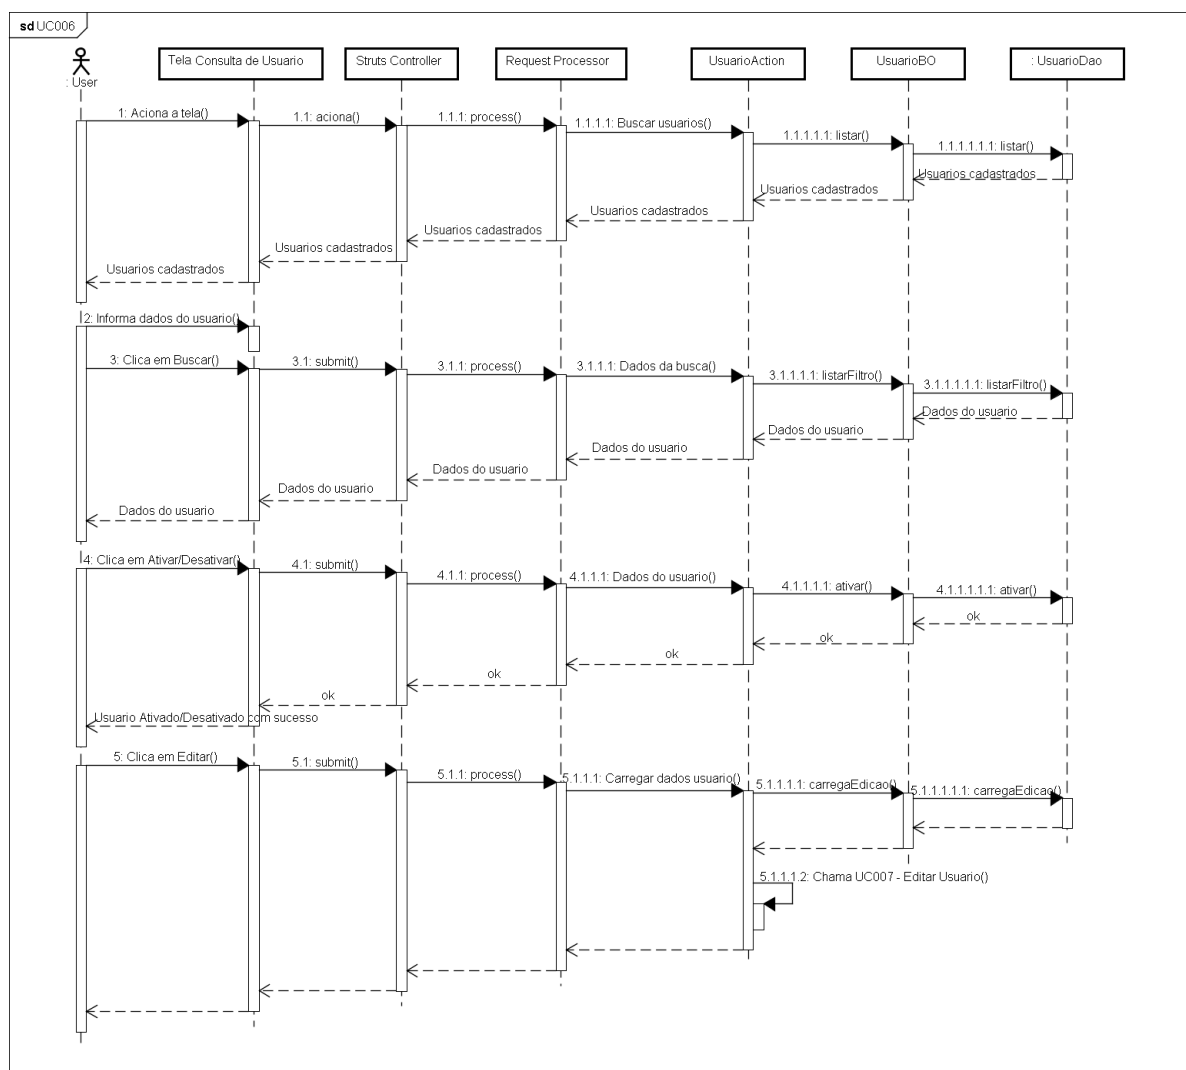 sd UC006
: User
Tela Consulta de Usuario
Struts Controller
Request Processor
UsuarioAction
UsuarioBO
: UsuarioDao
1: Aciona a tela()
1.1: aciona()
1.1.1: process()
1.1.1.1: Buscar usuarios()
1.1.1.1.1: listar()
1.1.1.1.1.1: listar()
Usuarios cadastrados
Usuarios cadastrados
Usuarios cadastrados
Usuarios cadastrados
Usuarios cadastrados
Usuarios cadastrados
2: Informa dados do usuario()
3: Clica em Buscar()
3.1: submit()
3.1.1: process()
3.1.1.1: Dados da busca()
3.1.1.1.1: listarFiltro()
3.1.1.1.1.1: listarFiltro()
Dados do usuario
Dados do usuario
Dados do usuario
Dados do usuario
Dados do usuario
Dados do usuario
4: Clica em Ativar/Desativar()
4.1: submit()
4.1.1: process()
4.1.1.1: Dados do usuario()
4.1.1.1.1: ativar()
4.1.1.1.1.1: ativar()
ok
ok
ok
ok
ok
Usuario Ativado/Desativado com sucesso
5: Clica em Editar()
5.1: submit()
5.1.1: process()
5.1.1.1: Carregar dados usuario()
5.1.1.1.1: carregaEdicao()
5.1.1.1.1.1: carregaEdicao()
5.1.1.1.2: Chama UC007 - Editar Usuario()